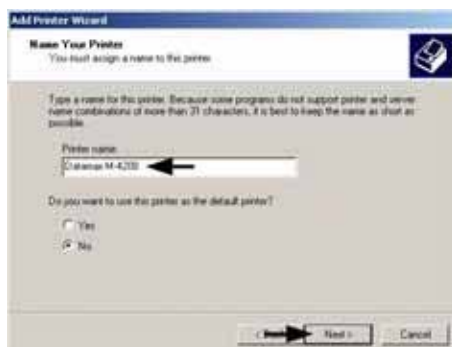 Add Printer Wizard
Name Your Printer
You must assign a name to this printer.
Type a name for this printer. Because some programs do not support printer and server
name combinations of more than 31 characters, it is best to keep the name as short as
possible.
Printer name:
Datamax M-4208
Do you want to use this printer as the default printer?
Yes
No
Next >
Cancel